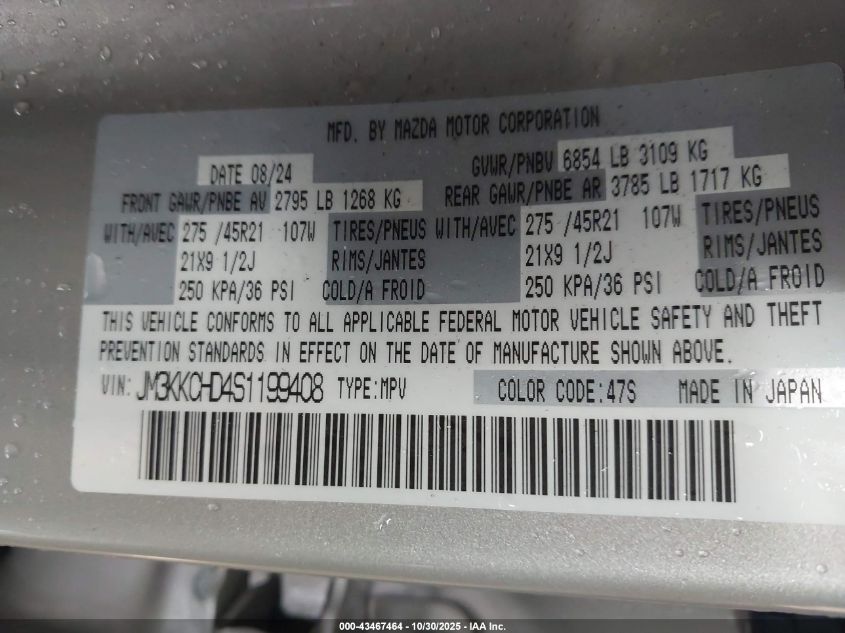 MFD. BY MAZDA MOTOR CORPORATION
DATE 08/24 GVWR/PNBV 6854 LB 3109 KG
FRONT GAWR/PNBE AV 2795 LB 1268 KG REAR GAWR/PNBE AR 3785 LB 1717 KG
WITH/AVEC 275 /45R21 107W TIRES/PNEUS WITH/AVEC 275 /45R21 107W TIRES/PNEUS
21X9 1/2J RIMS/JANTES 21X9 1/2J RIMS/JANTES
250 KPA/36 PSI COLD/A FROID 250 KPA/36 PSI COLD/A FROID
THIS VEHICLE CONFORMS TO ALL APPLICABLE FEDERAL MOTOR VEHICLE SAFETY AND THEFT
PREVENTION STANDARDS IN EFFECT ON THE DATE OF MANUFACTURE SHOWN ABOVE.
VIN: JM3KKCHD4S1199408 TYPE:MPV COLOR CODE:47S MADE IN JAPAN
000-43467464 - 10/30/2025 - IAA Inc.